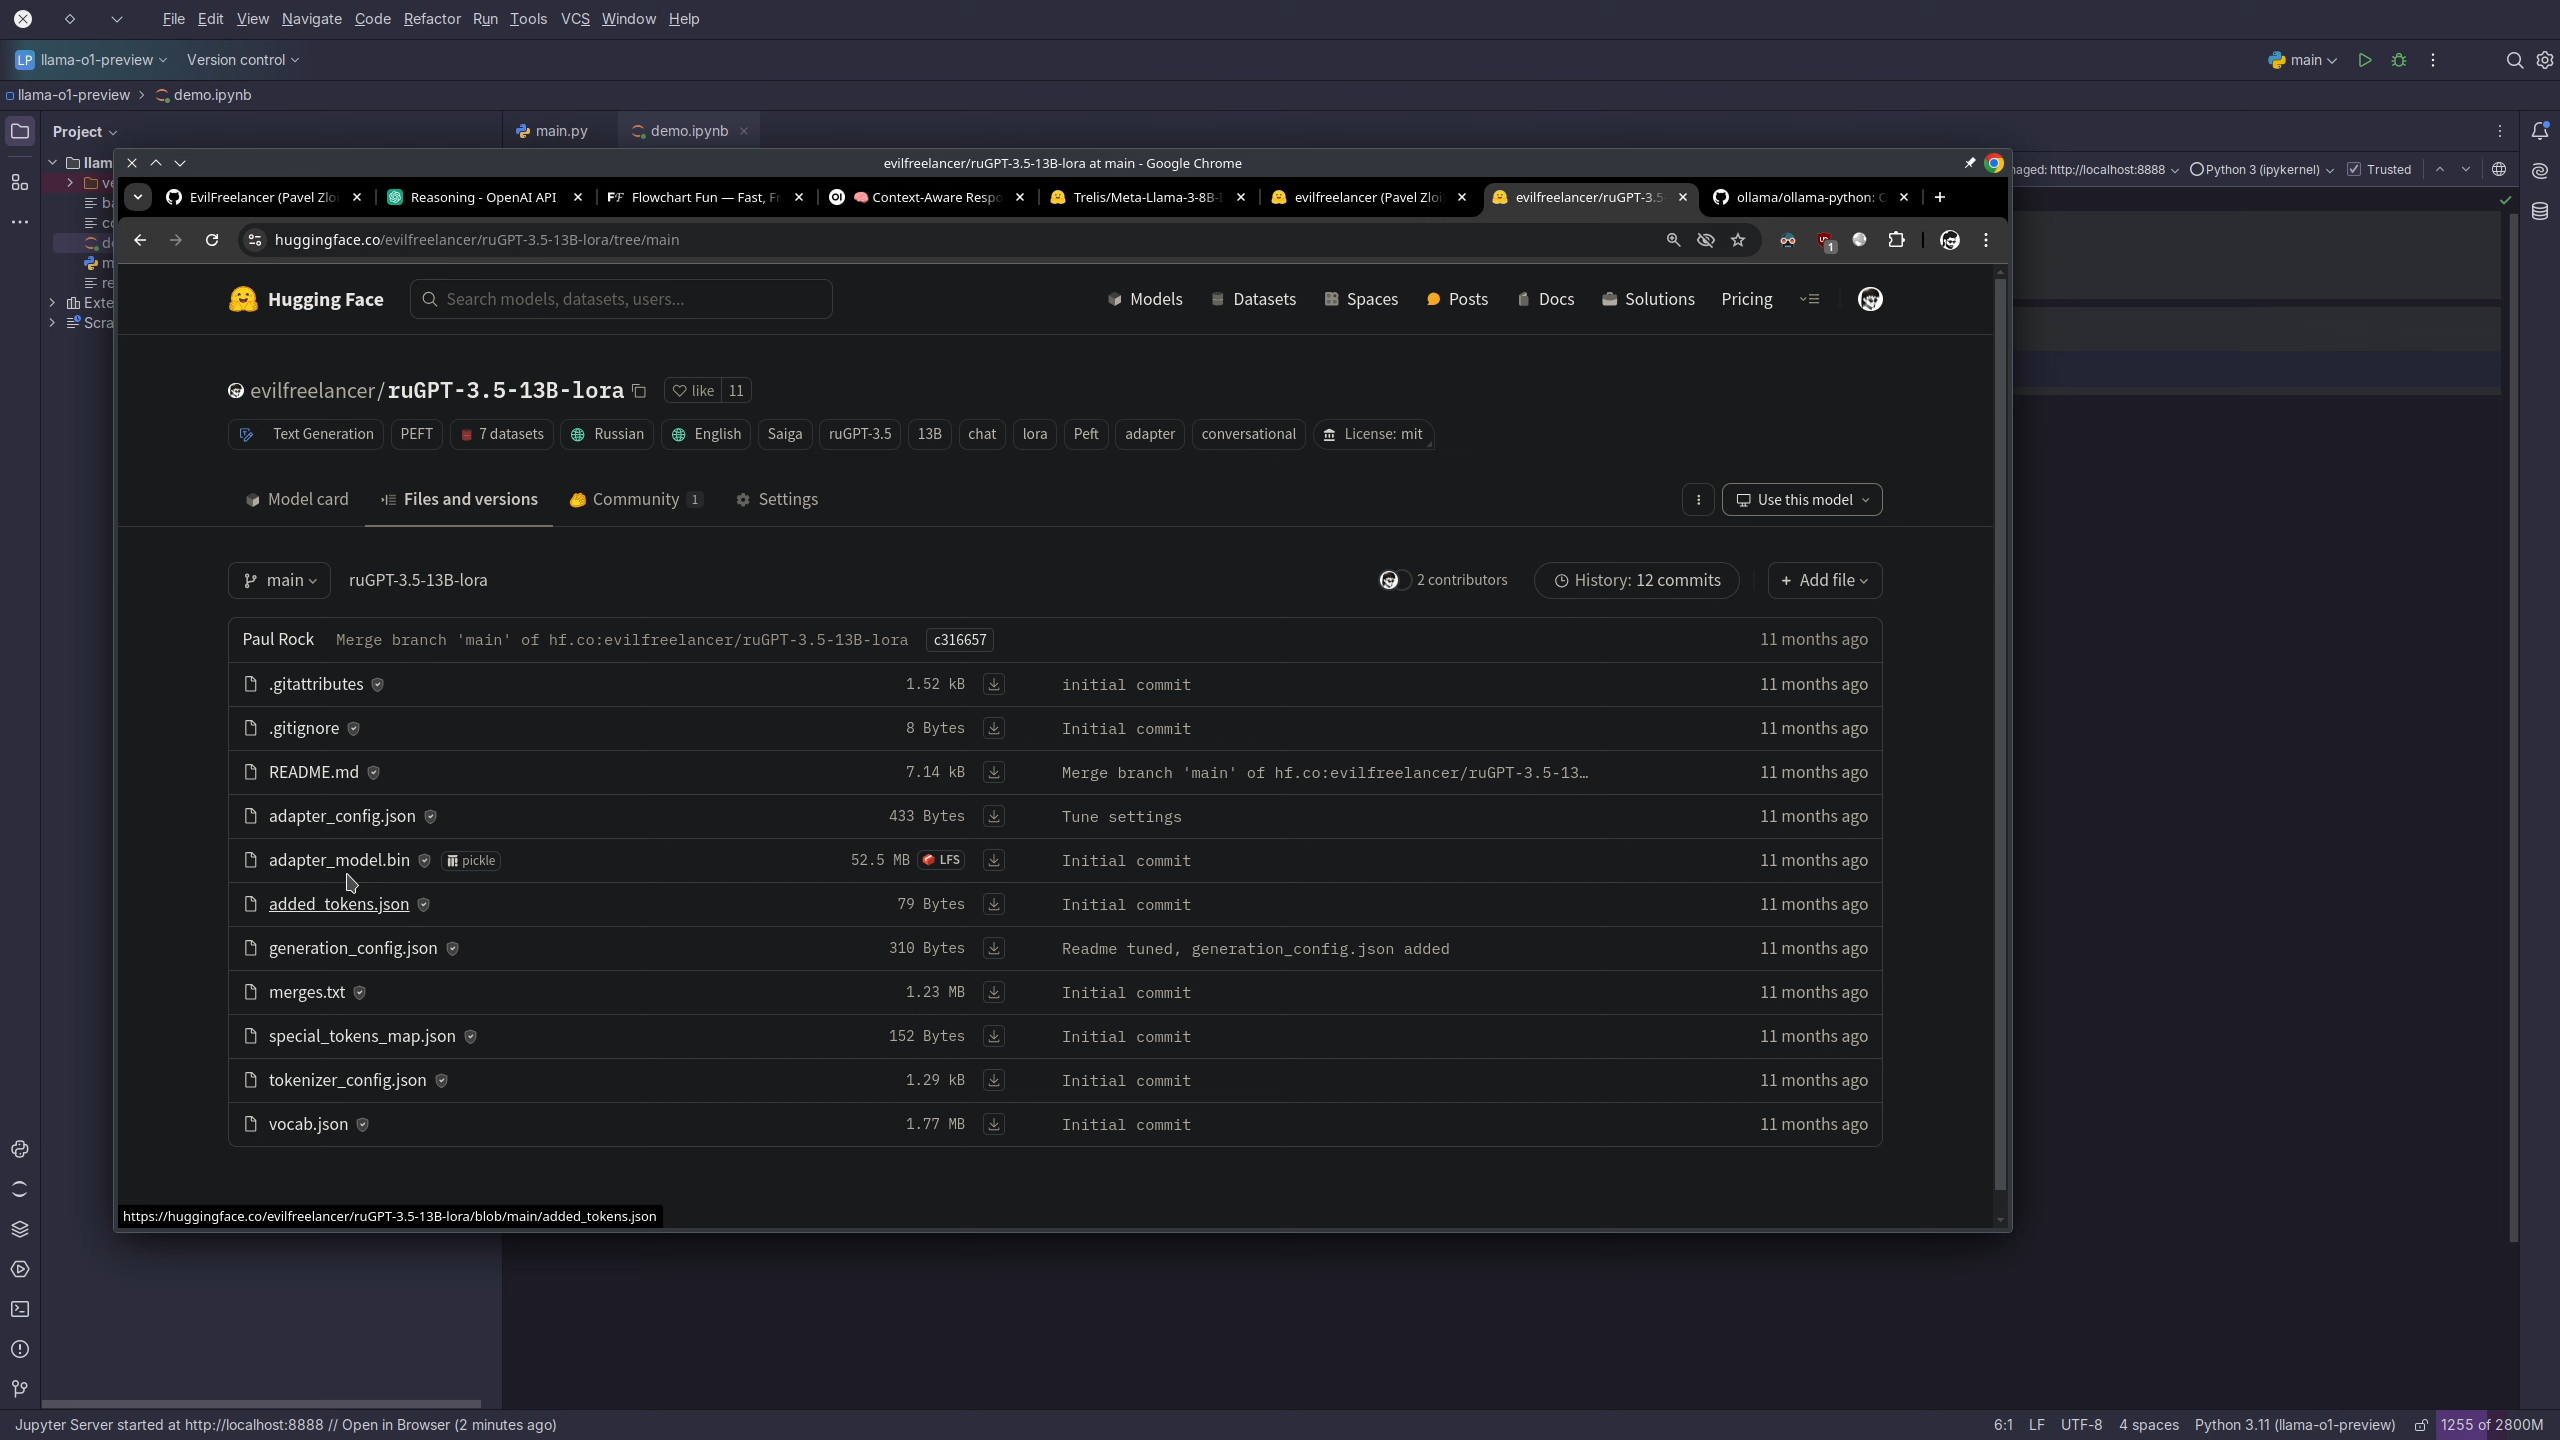 File Edit View Navigate Code Refactor Run Tools VCS Window Help
LP llama-o1-preview Version control main
llama-o1-preview demo.ipynb
Project main.py demo.ipynb
evilfreelancer/ruGPT-3.5-13B-lora at main - Google Chrome
http://localhost:8888 Python 3 (ipykernel) Trusted
EvilFreelancer (Pavel Zloi Reasoning - OpenAI API Flowchart Fun — Fast, Fr Context-Aware Respo Trelis/Meta-Llama-3-8B-I evilfreelancer (Pavel Zloi evilfreelancer/ruGPT-3.5- ollama/ollama-python: O
huggingface.co/evilfreelancer/ruGPT-3.5-13B-lora/tree/main
1
Hugging Face Search models, datasets, users... Models Datasets Spaces Posts Docs Solutions Pricing
evilfreelancer/ruGPT-3.5-13B-lora like 11
Text Generation PEFT 7 datasets Russian English Saiga ruGPT-3.5 13B chat lora Peft adapter conversational License: mit
Model card Files and versions Community 1 Settings Use this model
main ruGPT-3.5-13B-lora 2 contributors History: 12 commits + Add file
Paul Rock Merge branch 'main' of hf.co:evilfreelancer/ruGPT-3.5-13B-lora c316657 11 months ago
.gitattributes 1.52 kB initial commit 11 months ago
.gitignore 8 Bytes Initial commit 11 months ago
README.md 7.14 kB Merge branch 'main' of hf.co:evilfreelancer/ruGPT-3.5-13… 11 months ago
adapter_config.json 433 Bytes Tune settings 11 months ago
adapter_model.bin pickle 52.5 MB LFS Initial commit 11 months ago
added_tokens.json 79 Bytes Initial commit 11 months ago
generation_config.json 310 Bytes Readme tuned, generation_config.json added 11 months ago
merges.txt 1.23 MB Initial commit 11 months ago
special_tokens_map.json 152 Bytes Initial commit 11 months ago
tokenizer_config.json 1.29 kB Initial commit 11 months ago
vocab.json 1.77 MB Initial commit 11 months ago
https://huggingface.co/evilfreelancer/ruGPT-3.5-13B-lora/blob/main/added_tokens.json
Jupyter Server started at http://localhost:8888 // Open in Browser (2 minutes ago) 6:1 LF UTF-8 4 spaces Python 3.11 (llama-o1-preview) 1255 of 2800M